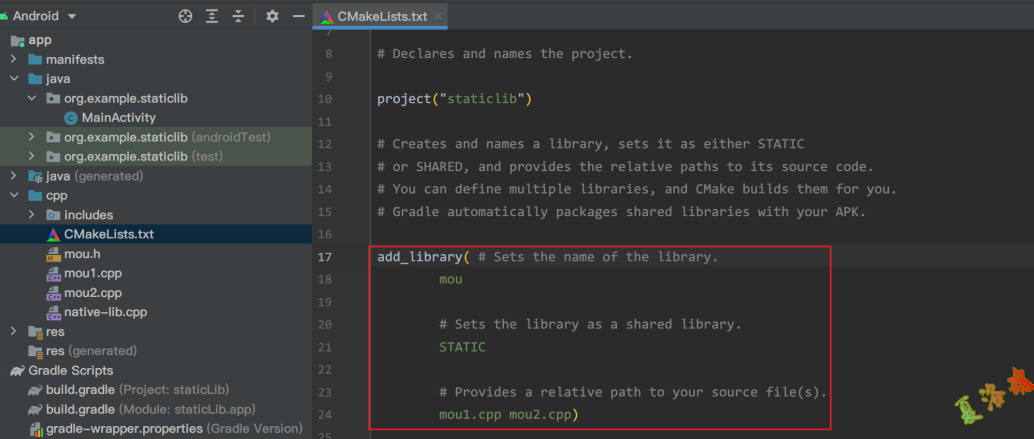 Android
app
manifests
java
org.example.staticlib
MainActivity
org.example.staticlib (androidTest)
org.example.staticlib (test)
java (generated)
cpp
includes
CMakeLists.txt
mou.h
mou1.cpp
mou2.cpp
native-lib.cpp
res
res (generated)
Gradle Scripts
build.gradle (Project: staticLib)
build.gradle (Module: staticLib.app)
gradle-wrapper.properties (Gradle Version)
CMakeLists.txt
7
8 # Declares and names the project.
9
10 project("staticlib")
11
12 # Creates and names a library, sets it as either STATIC
13 # or SHARED, and provides the relative paths to its source code.
14 # You can define multiple libraries, and CMake builds them for you.
15 # Gradle automatically packages shared libraries with your APK.
16
17 add_library( # Sets the name of the library.
18 mou
19
20 # Sets the library as a shared library.
21 STATIC
22
23 # Provides a relative path to your source file(s).
24 mou1.cpp mou2.cpp)
25